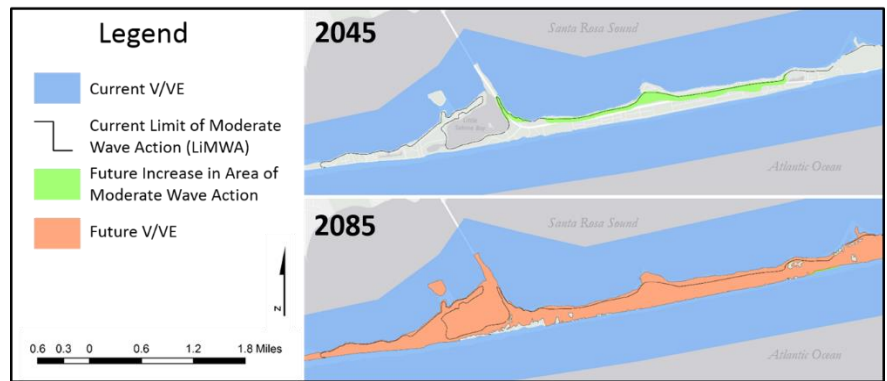 Legend
Current V/VE
Current Limit of Moderate
Wave Action (LiMWA)
Future Increase in Area of
Moderate Wave Action
Future V/VE
N
0.6 0.3 0 0.6 1.2 1.8 Miles
2045
Santa Rosa Sound
Atlantic Ocean
2085
Santa Rosa Sound
Atlantic Ocean